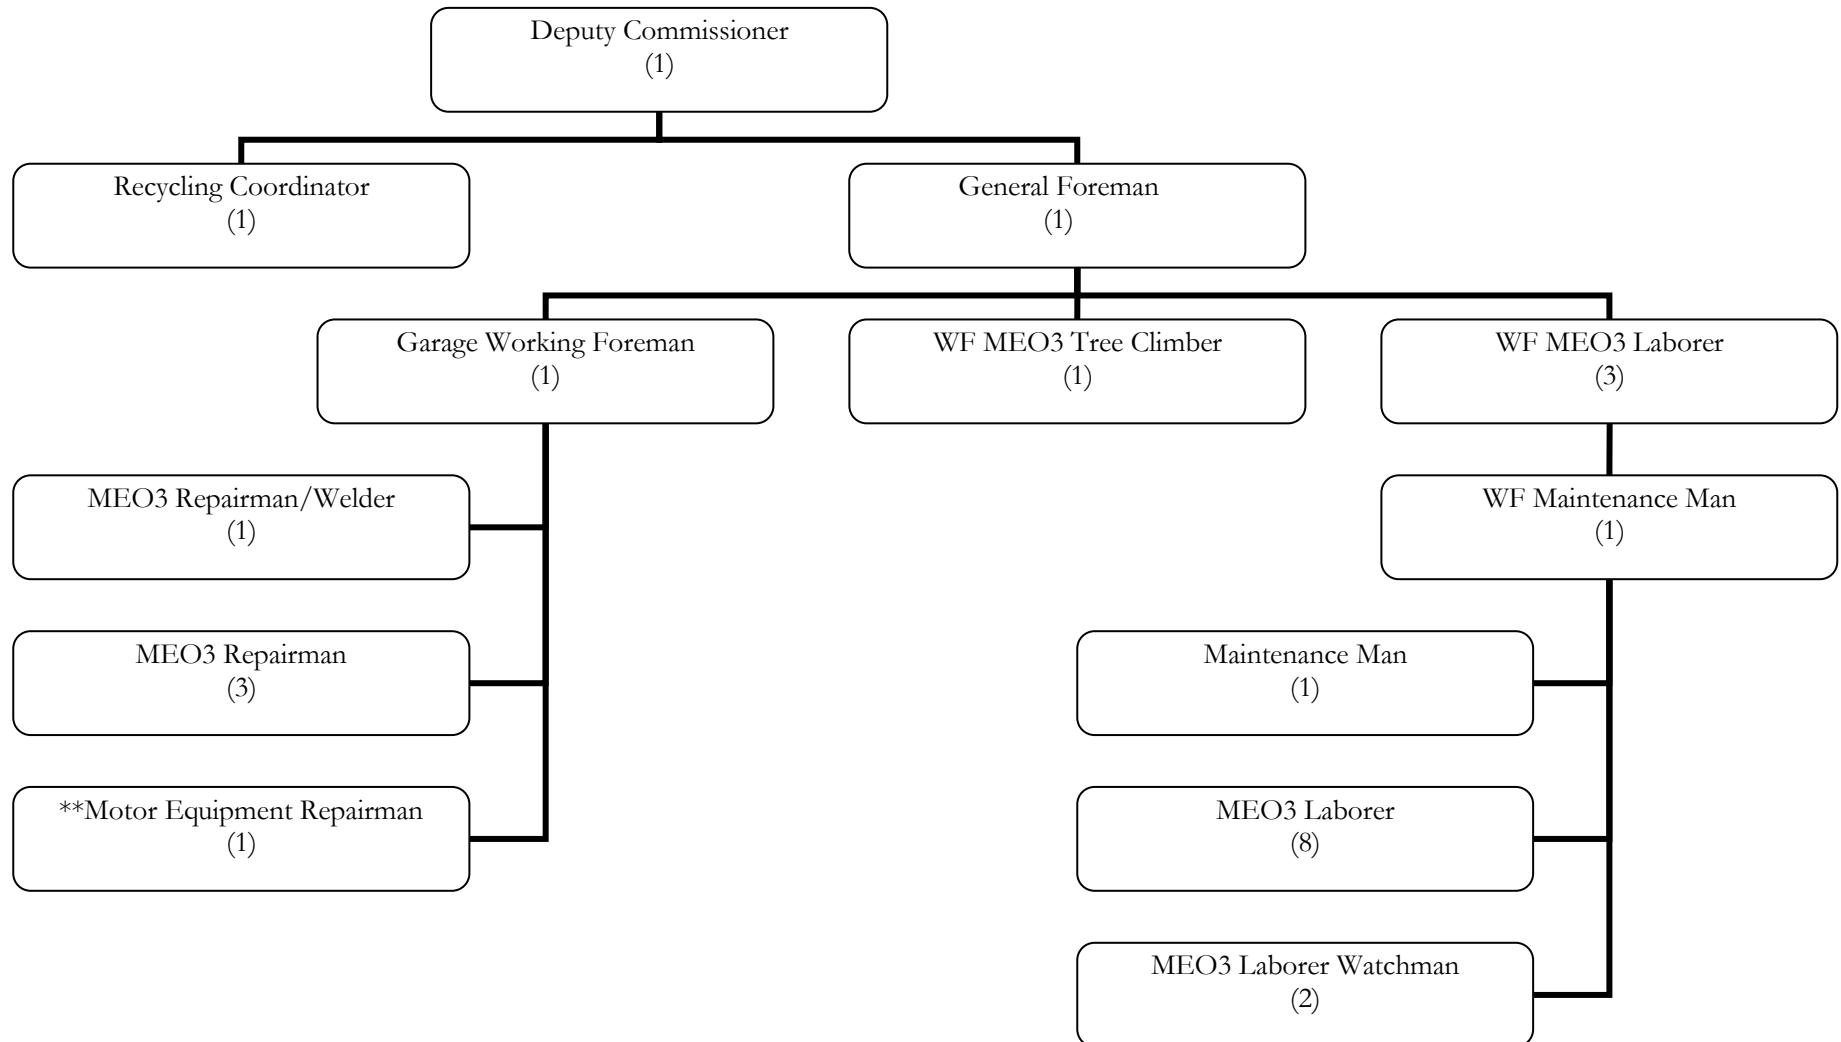 Deputy Commissioner
(1)
Recycling Coordinator
(1)
General Foreman
(1)
Garage Working Foreman
(1)
WF MEO3 Tree Climber
(1)
WF MEO3 Laborer
(3)
MEO3 Repairman/Welder
(1)
WF Maintenance Man
(1)
MEO3 Repairman
(3)
Maintenance Man
(1)
**Motor Equipment Repairman
(1)
MEO3 Laborer
(8)
MEO3 Laborer Watchman
(2)